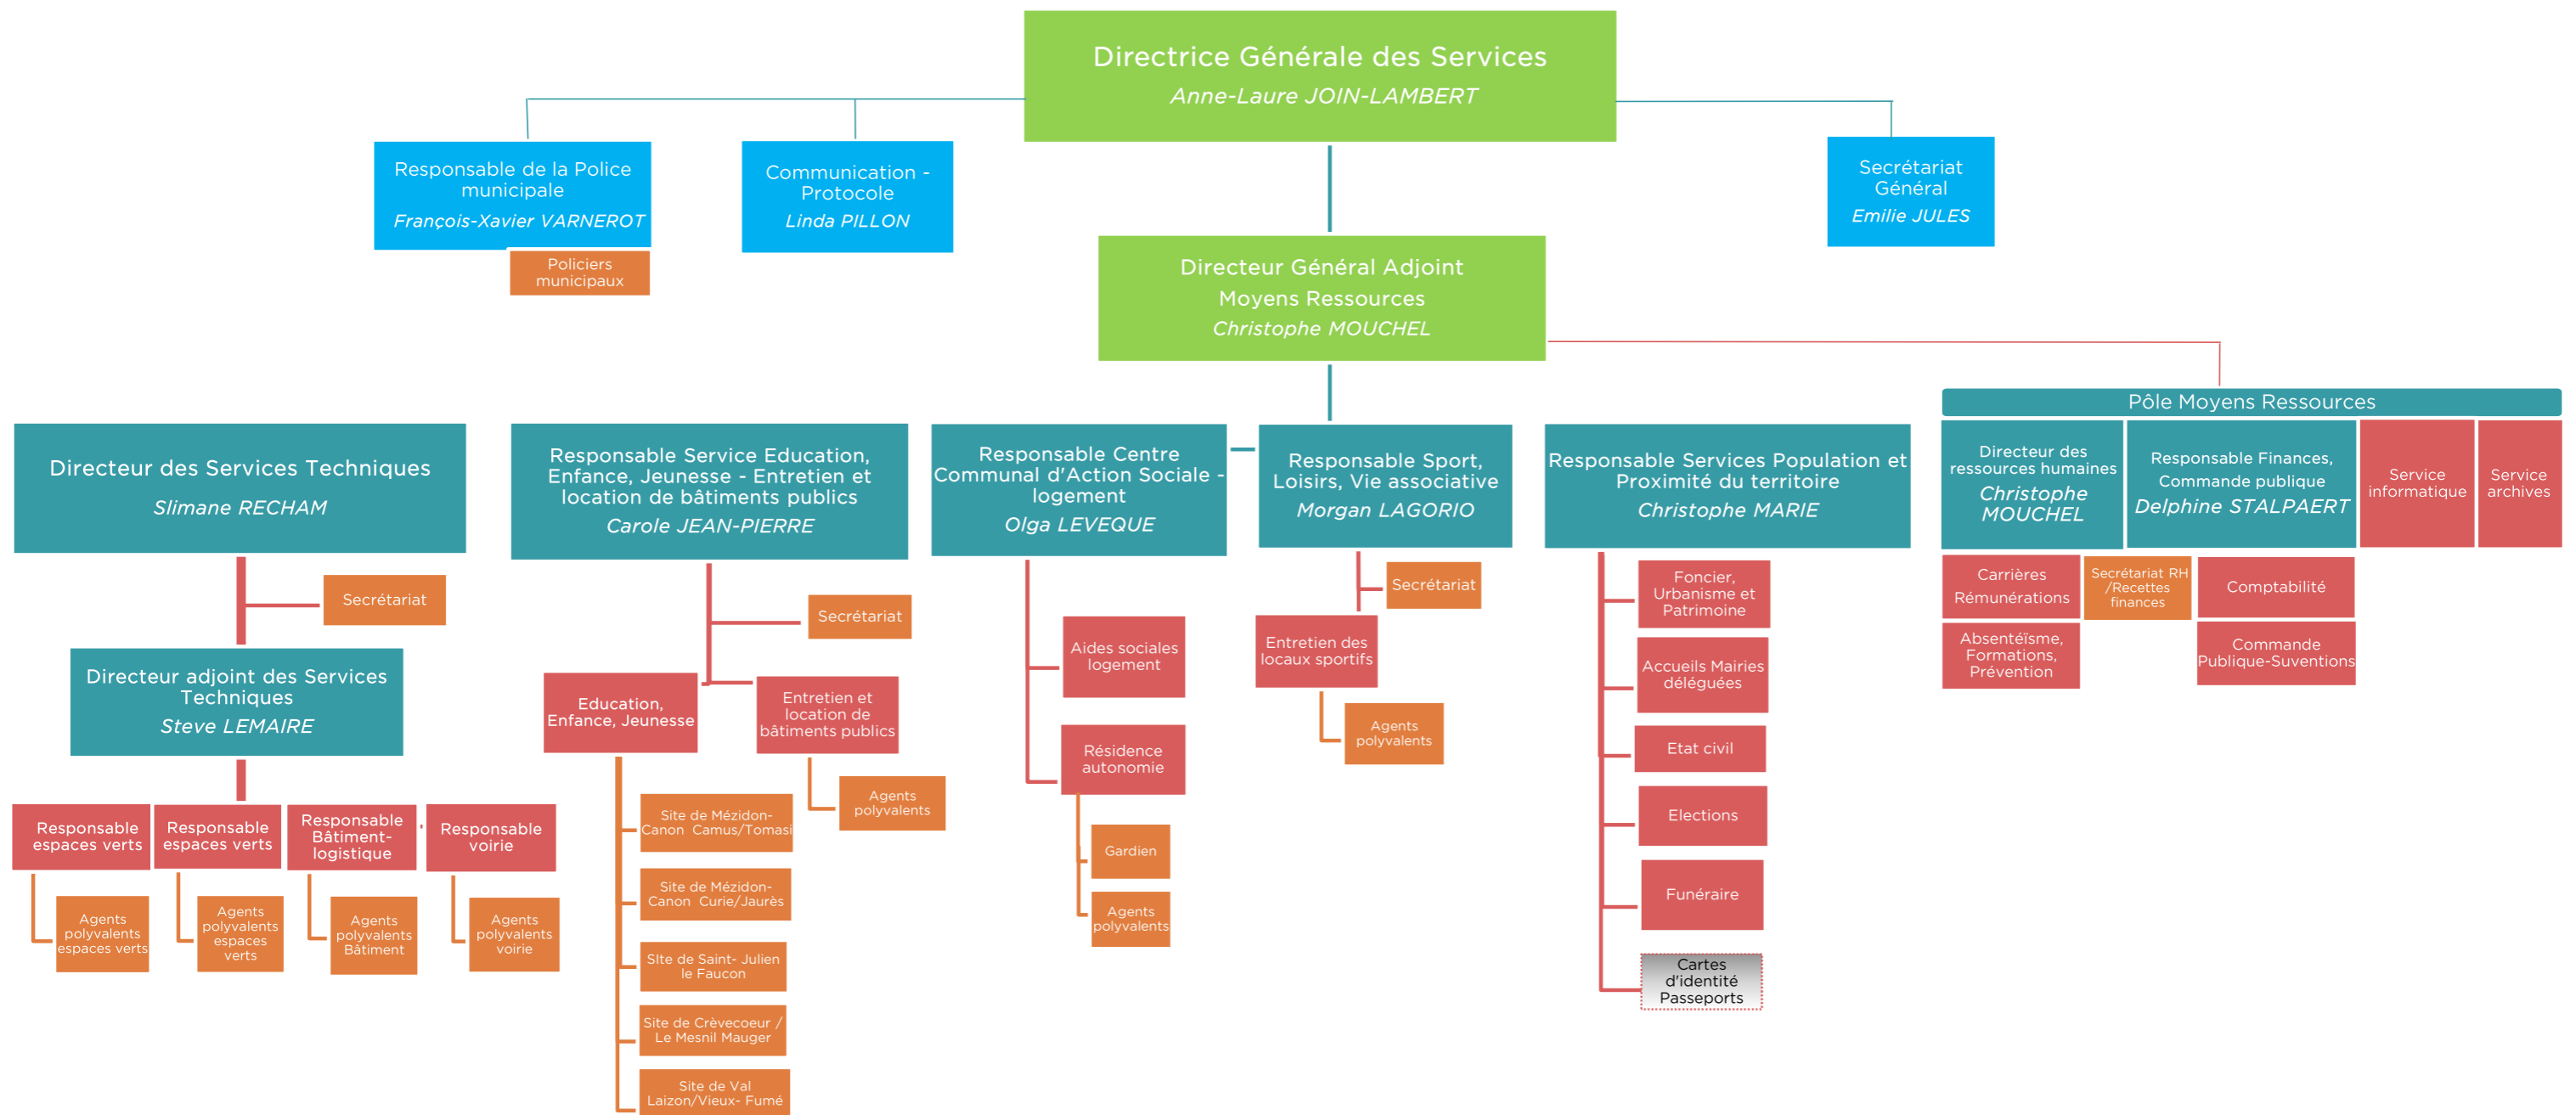 Directrice Générale des Services
Anne-Laure JOIN-LAMBERT
Responsable de la Police
municipale
François-Xavier VARNEROT
Policiers
municipaux
Communication -
Protocole
Linda PILLON
Secrétariat
Général
Emilie JULES
Directeur Général Adjoint
Moyens Ressources
Christophe MOUCHEL
Directeur des Services Techniques
Slimane RECHAM
Secrétariat
Directeur adjoint des Services
Techniques
Steve LEMAIRE
Responsable
espaces verts
Agents
polyvalents
espaces verts
Responsable
espaces verts
Agents
polyvalents
espaces
verts
Responsable
Bâtiment-
logistique
Agents
polyvalents
Bâtiment
Responsable
voirie
Agents
polyvalents
voirie
Responsable Service Education,
Enfance, Jeunesse - Entretien et
location de bâtiments publics
Carole JEAN-PIERRE
Secrétariat
Education,
Enfance, Jeunesse
Site de Mézidon-
Canon  Camus/Tomasi
Site de Mézidon-
Canon  Curie/Jaurès
SIte de Saint- Julien
le Faucon
Site de Crèvecoeur /
Le Mesnil Mauger
Site de Val
Laizon/Vieux- Fumé
Entretien et
location de
bâtiments publics
Agents
polyvalents
Responsable Centre
Communal d'Action Sociale -
logement
Olga LEVEQUE
Aides sociales
logement
Résidence
autonomie
Gardien
Agents
polyvalents
Responsable Sport,
Loisirs, Vie associative
Morgan LAGORIO
Secrétariat
Entretien des
locaux sportifs
Agents
polyvalents
Responsable Services Population et
Proximité du territoire
Christophe MARIE
Foncier,
Urbanisme et
Patrimoine
Accueils Mairies
déléguées
Etat civil
Elections
Funéraire
Cartes
d'identité
Passeports
Pôle Moyens Ressources
Directeur des
ressources humaines
Christophe
MOUCHEL
Responsable Finances,
Commande publique
Delphine STALPAERT
Service
informatique
Service
archives
Carrières
Rémunérations
Secrétariat RH
/Recettes
finances
Comptabilité
Absentéïsme,
Formations,
Prévention
Commande
Publique-Suventions